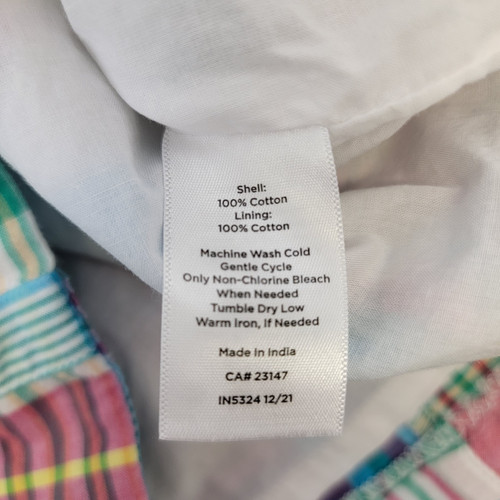 Shell:
100% Cotton
Lining:
100% Cotton
Machine Wash Cold
Gentle Cycle
Only Non-Chlorine Bleach
When Needed
Tumble Dry Low
Warm Iron, If Needed
Made in India
CA# 23147
IN5324 12/21